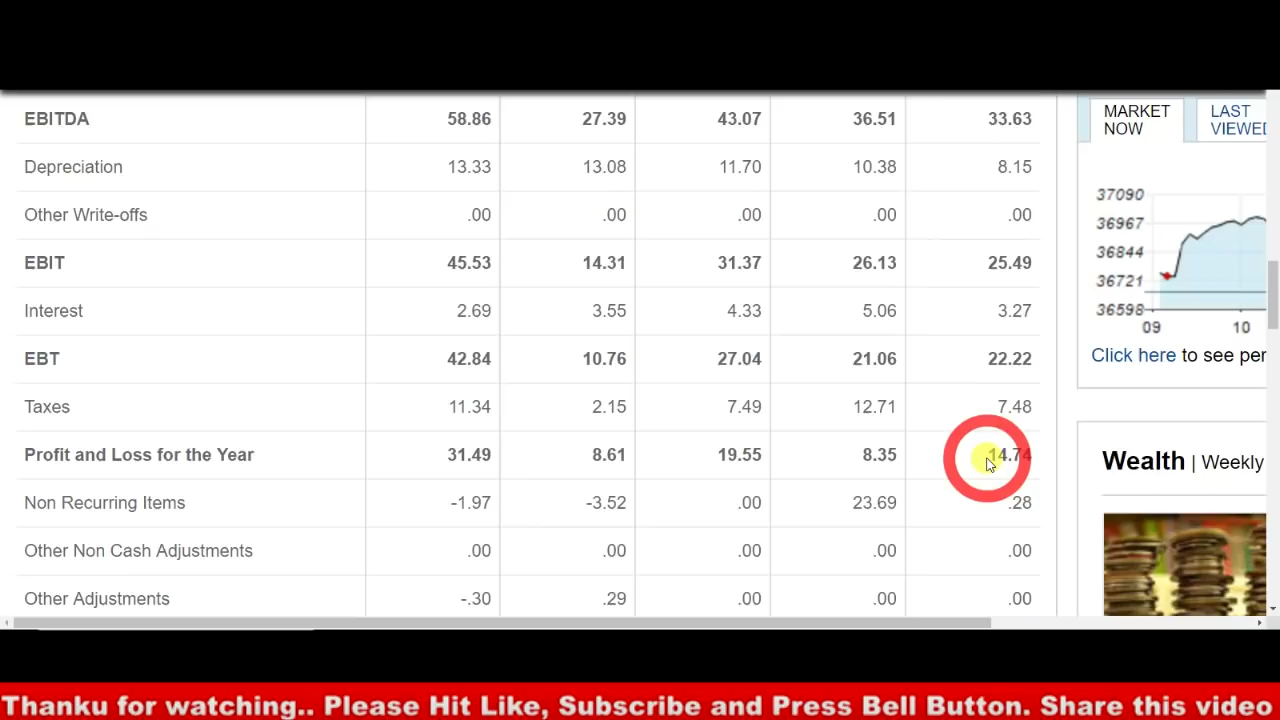 EBITDA 58.86 27.39 43.07 36.51 33.63
Depreciation 13.33 13.08 11.70 10.38 8.15
Other Write-offs .00 .00 .00 .00 .00
EBIT 45.53 14.31 31.37 26.13 25.49
Interest 2.69 3.55 4.33 5.06 3.27
EBT 42.84 10.76 27.04 21.06 22.22
Taxes 11.34 2.15 7.49 12.71 7.48
Profit and Loss for the Year 31.49 8.61 19.55 8.35 14.74
Non Recurring Items -1.97 -3.52 .00 23.69 .28
Other Non Cash Adjustments .00 .00 .00 .00 .00
Other Adjustments -.30 .29 .00 .00 .00
MARKET NOW
LAST VIEWED
37090
36967
36844
36721
36598
09 10
Click here to see per
Wealth | Weekly
Thanku for watching.. Please Hit Like, Subscribe and Press Bell Button. Share this video